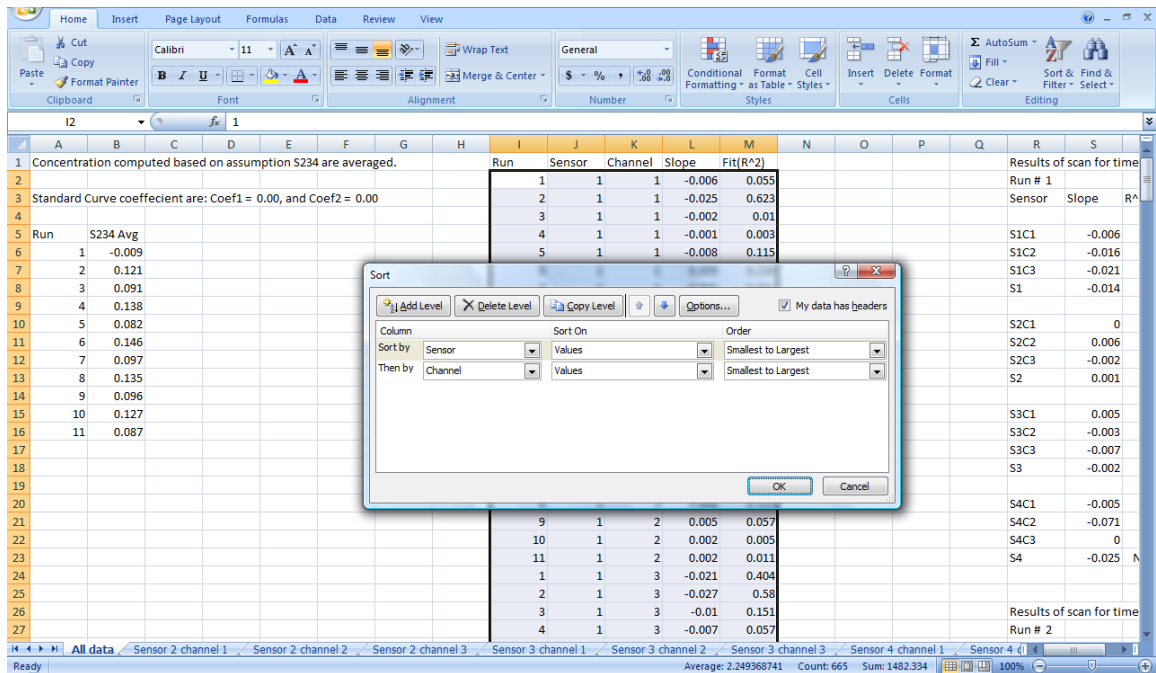 Home Insert Page Layout Formulas Data Review View
Cut
Copy
Paste
Format Painter
Clipboard
Calibri 11 A A
B I U A
Font
Wrap Text
Merge & Center
Alignment
General
$ % , .0 .00 .00 .0
Number
Conditional Formatting
Format as Table
Cell Styles
Styles
Insert Delete Format
Cells
Σ AutoSum
Fill
Clear
Sort & Filter
Find & Select
Editing
I2 fx 1
A B C D E F G H I J K L M N O P Q R S
1 Concentration computed based on assumption S234 are averaged. Run Sensor Channel Slope Fit(R^2) Results of scan for time
2 1 1 1 -0.006 0.055 Run # 1
3 Standard Curve coeffecient are: Coef1 = 0.00, and Coef2 = 0.00 2 1 1 -0.025 0.623 Sensor Slope R^
4 3 1 1 -0.002 0.01
5 Run S234 Avg 4 1 1 -0.001 0.003 S1C1 -0.006
6 1 -0.009 5 1 1 -0.008 0.115 S1C2 -0.016
7 2 0.121 S1C3 -0.021
8 3 0.091 S1 -0.014
9 4 0.138
10 5 0.082 S2C1 0
11 6 0.146 S2C2 0.006
12 7 0.097 S2C3 -0.002
13 8 0.135 S2 0.001
14 9 0.096
15 10 0.127 S3C1 0.005
16 11 0.087 S3C2 -0.003
17 S3C3 -0.007
18 S3 -0.002
19
20 S4C1 -0.005
21 9 1 2 0.005 0.057 S4C2 -0.071
22 10 1 2 0.002 0.005 S4C3 0
23 11 1 2 0.002 0.011 S4 -0.025 N
24 1 1 3 -0.021 0.404
25 2 1 3 -0.027 0.58
26 3 1 3 -0.01 0.151 Results of scan for time
27 4 1 3 -0.007 0.057 Run # 2
Sort ? X
Add Level Delete Level Copy Level Options... My data has headers
Column Sort On Order
Sort by Sensor Values Smallest to Largest
Then by Channel Values Smallest to Largest
OK Cancel
All data Sensor 2 channel 1 Sensor 2 channel 2 Sensor 2 channel 3 Sensor 3 channel 1 Sensor 3 channel 2 Sensor 3 channel 3 Sensor 4 channel 1 Sensor 4 cl
Ready Average: 2.249368741 Count: 665 Sum: 1482.334 100%